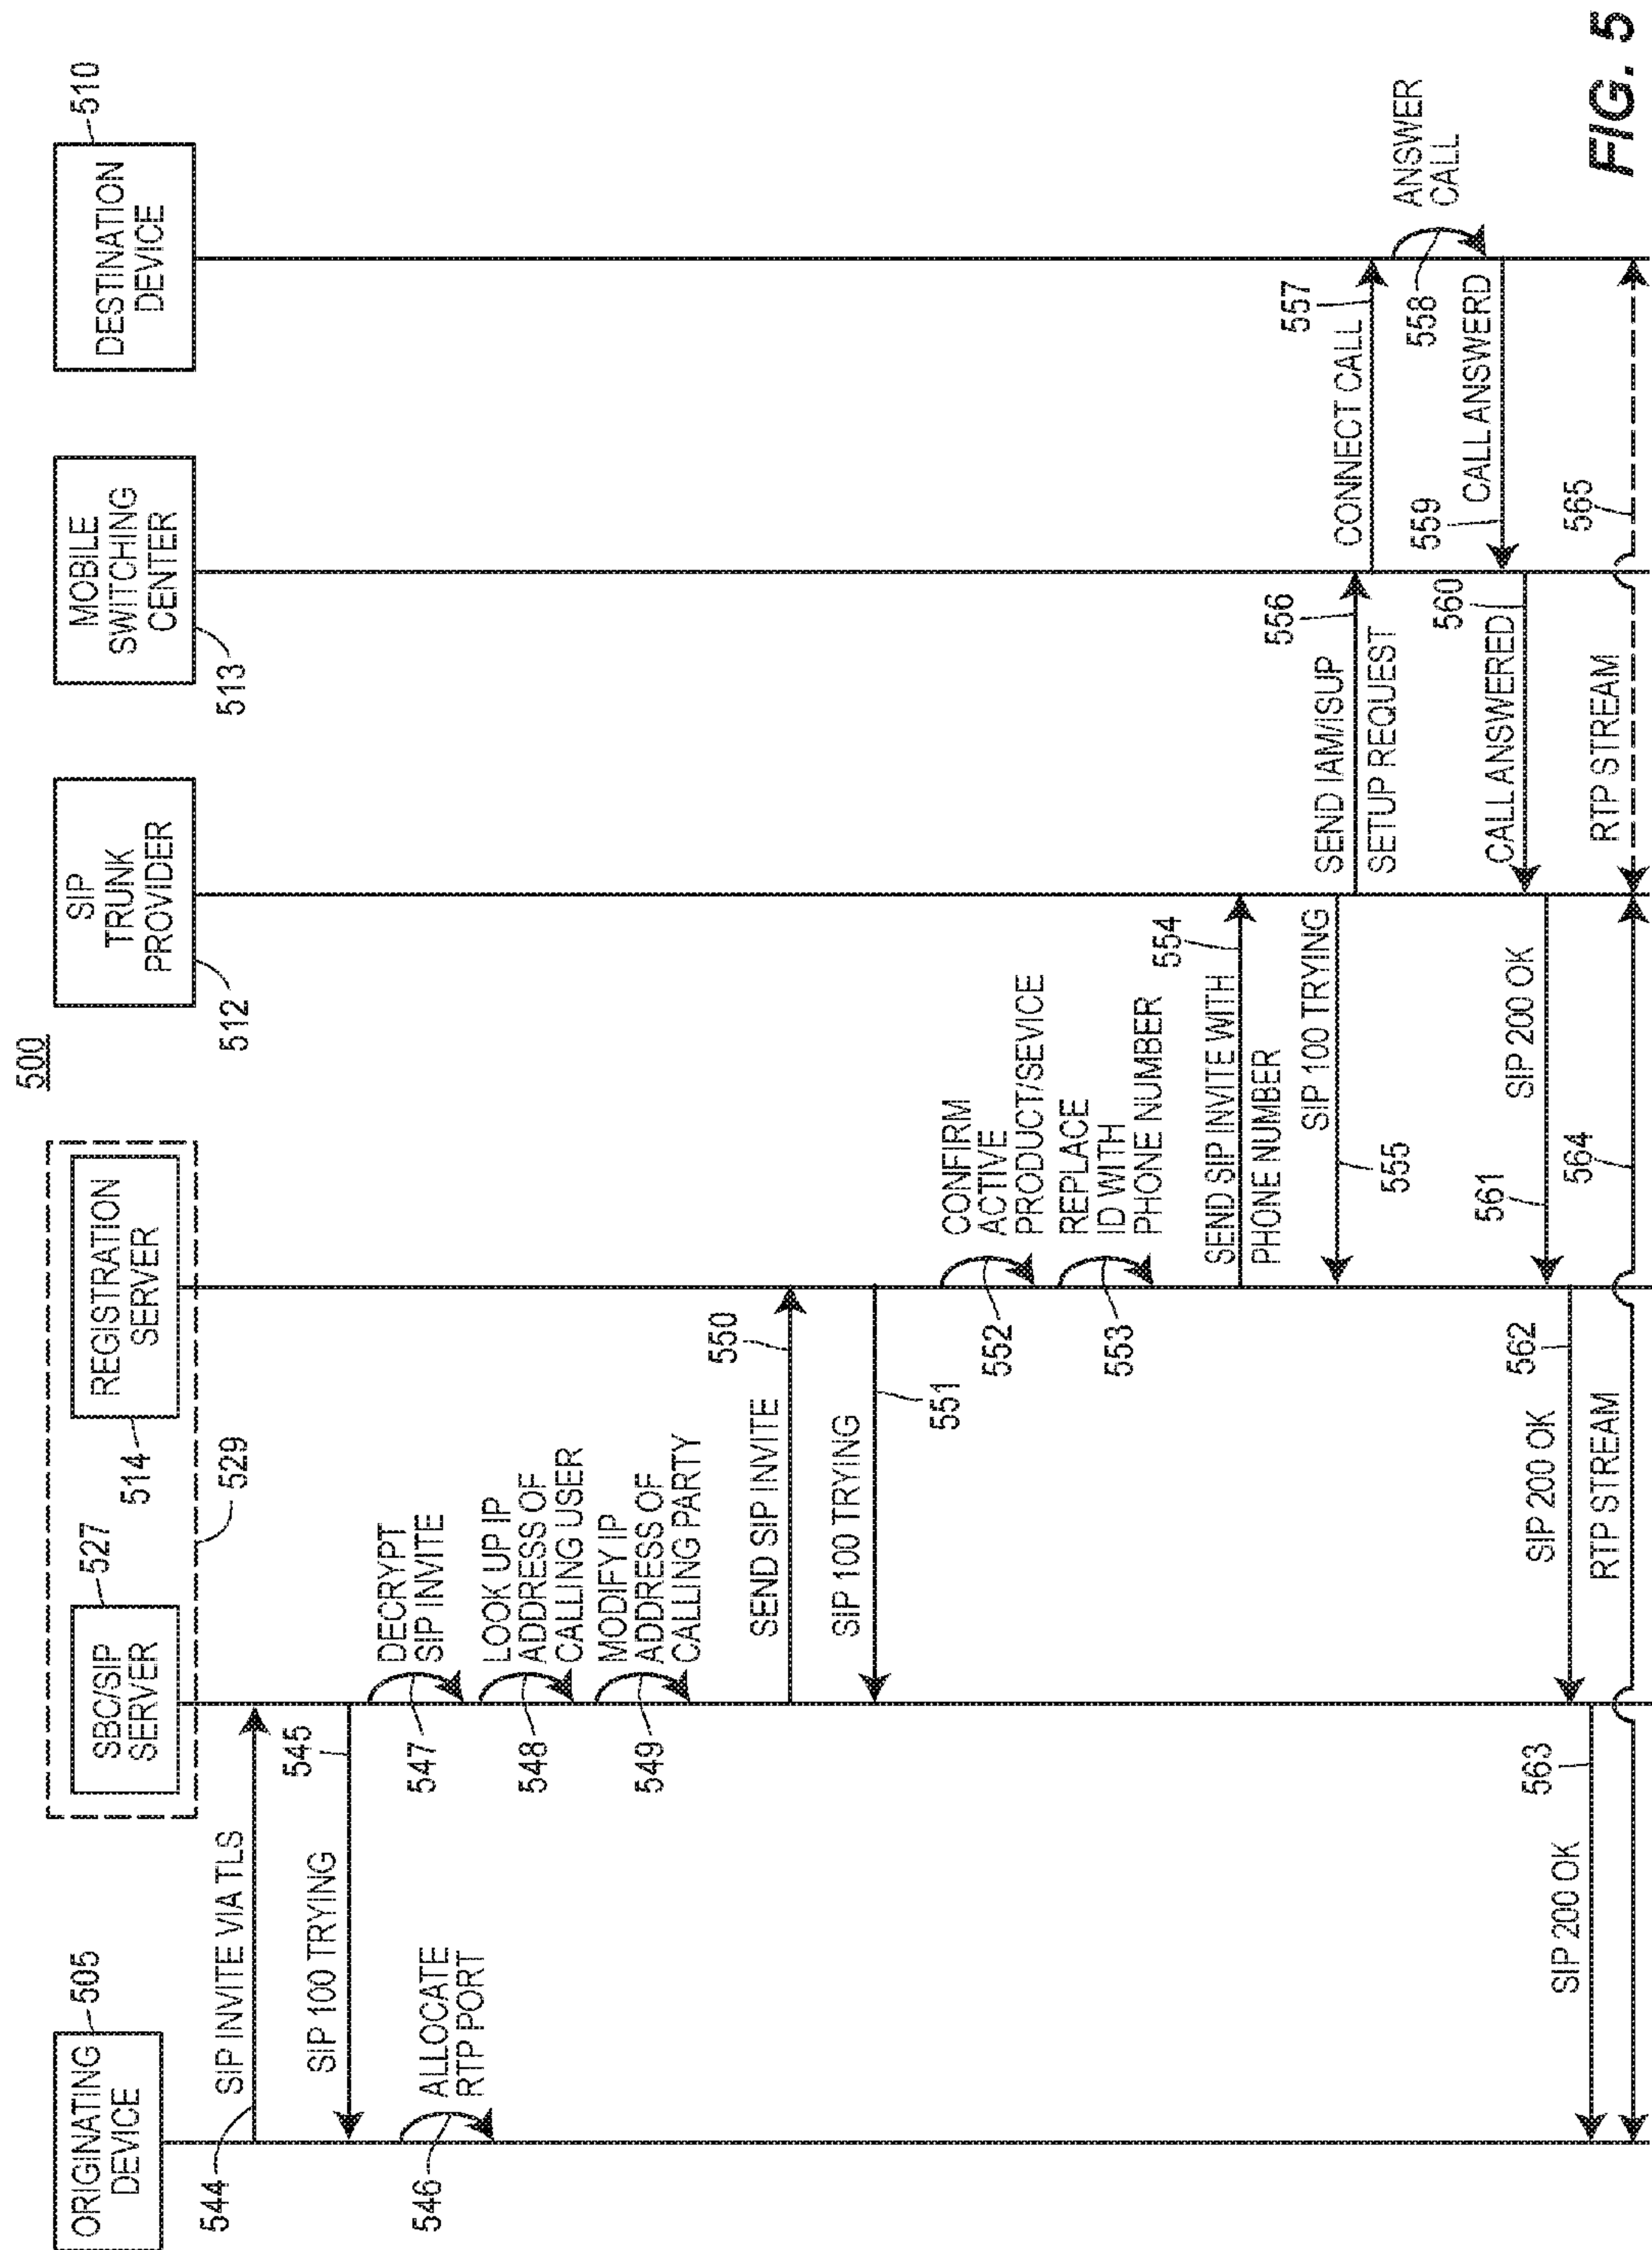 500
ORIGINATING
DEVICE
505
SBC/SIP
SERVER
527
REGISTRATION
SERVER
514
529
SIP
TRUNK
PROVIDER
512
MOBILE
SWITCHING
CENTER
513
DESTINATION
DEVICE
510
544
SIP INVITE VIA TLS
SIP 100 TRYING
545
546
ALLOCATE
RTP PORT
547
DECRYPT
SIP INVITE
548
LOOK UP IP
ADDRESS OF
CALLING USER
549
MODIFY IP
ADDRESS OF
CALLING PARTY
SEND SIP INVITE
550
SIP 100 TRYING
551
552
CONFIRM
ACTIVE
PRODUCT/SEVICE
553
REPLACE
ID WITH
PHONE NUMBER
SEND SIP INVITE WITH
PHONE NUMBER
554
555
SIP 100 TRYING
SEND IAM/ISUP
SETUP REQUEST
556
CONNECT CALL
557
558
ANSWER
CALL
559
CALL ANSWERD
CALL ANSWERED
560
561
SIP 200 OK
SIP 200 OK
562
SIP 200 OK
563
RTP STREAM
564
RTP STREAM
565
FIG. 5